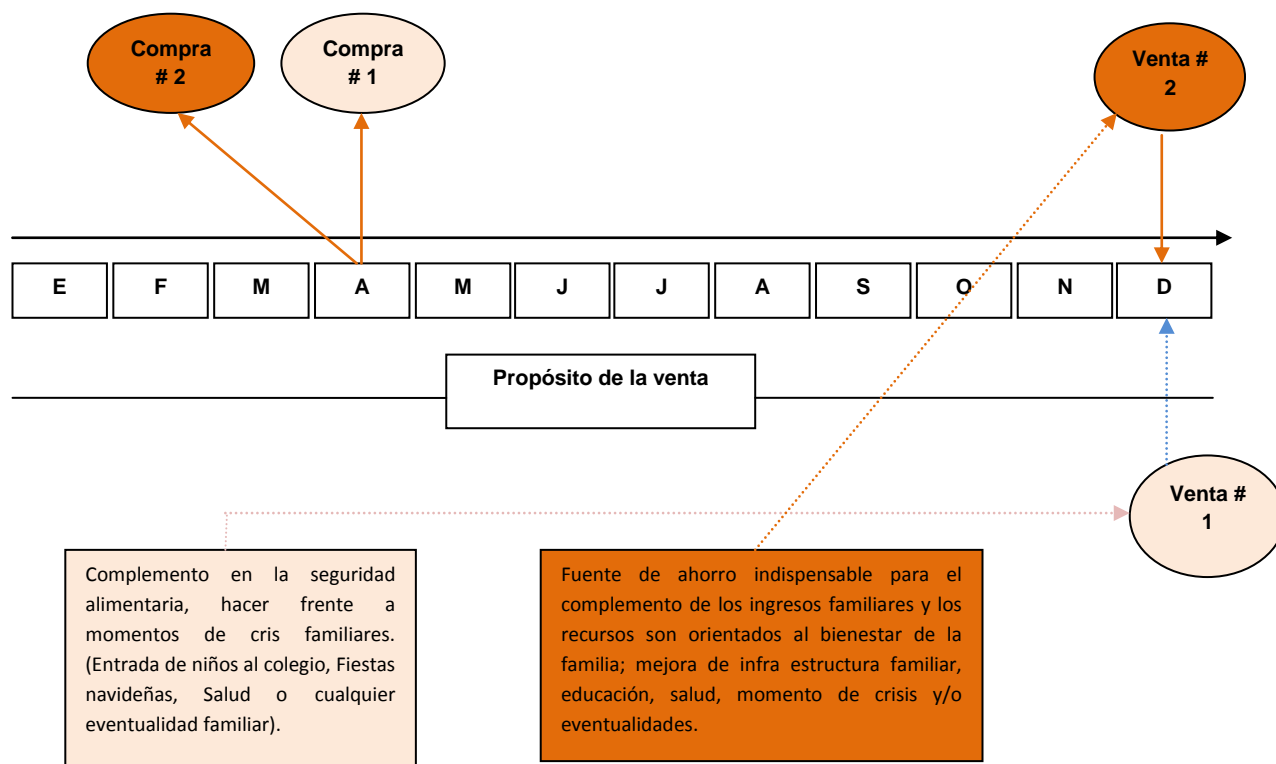 Compra
# 2
Compra
# 1
Venta #
2
E F M A M J J A S O N D
Propósito de la venta
Venta #
1
Complemento en la seguridad
alimentaria, hacer frente a
momentos de cris familiares.
(Entrada de niños al colegio, Fiestas
navideñas, Salud o cualquier
eventualidad familiar).
Fuente de ahorro indispensable para el
complemento de los ingresos familiares y los
recursos son orientados al bienestar de la
familia; mejora de infra estructura familiar,
educación, salud, momento de crisis y/o
eventualidades.